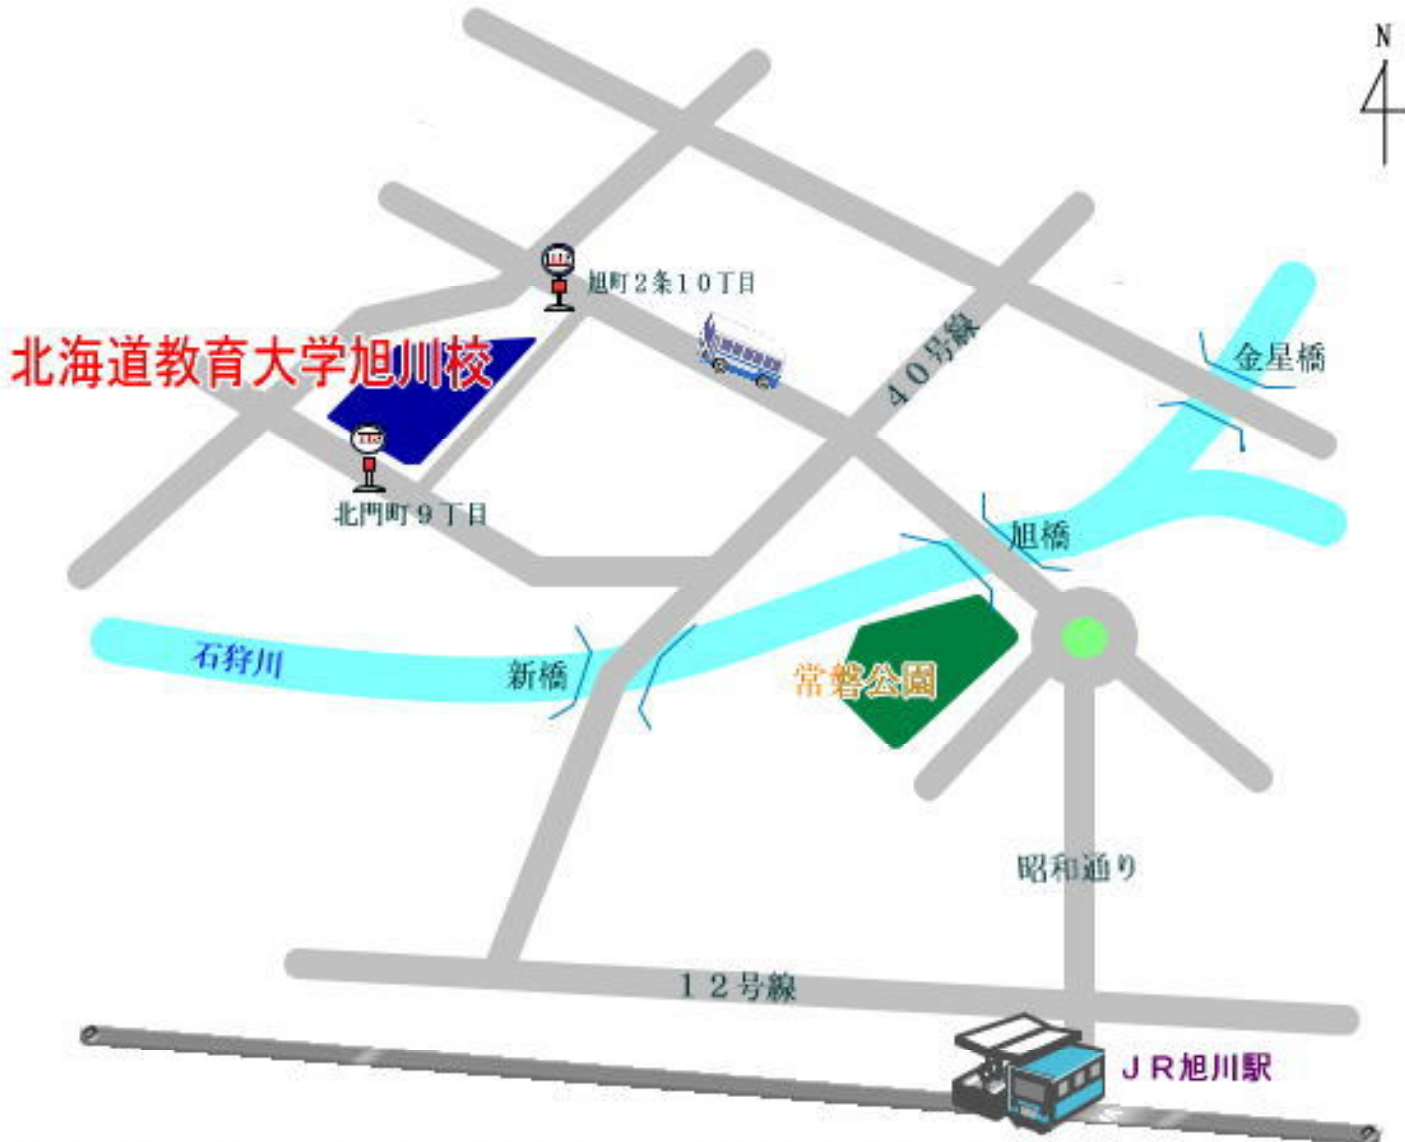 N
旭町2条10丁目
40号線
金星橋
北海道教育大学旭川校
北門町9丁目
旭橋
石狩川
新橋
常磐公園
昭和通り
12号線
JR旭川駅